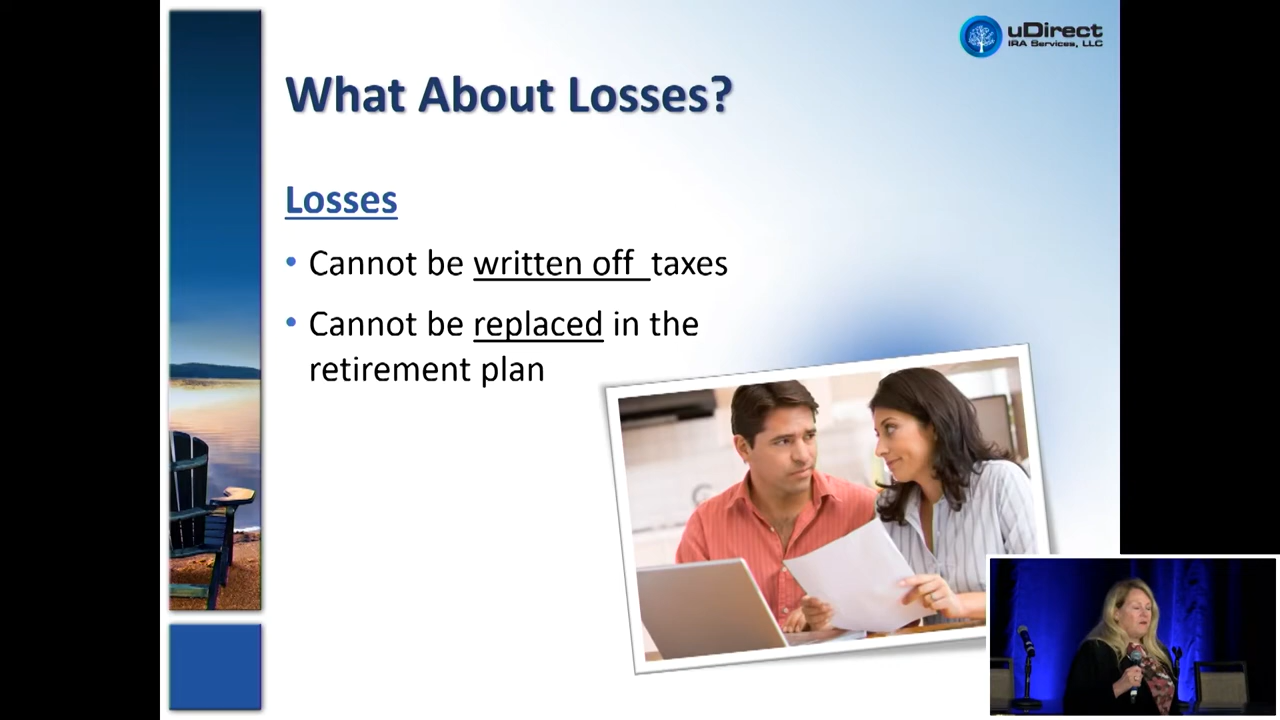 uDirect
IRA Services, LLC
What About Losses?
Losses
• Cannot be written off taxes
• Cannot be replaced in the
retirement plan